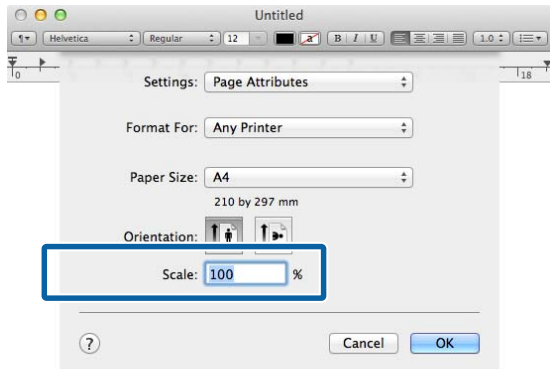 Untitled
¶ Helvetica Regular 12 a B I U 1.0
0 18
Settings: Page Attributes
Format For: Any Printer
Paper Size: A4
210 by 297 mm
Orientation:
Scale: 100 %
? Cancel OK